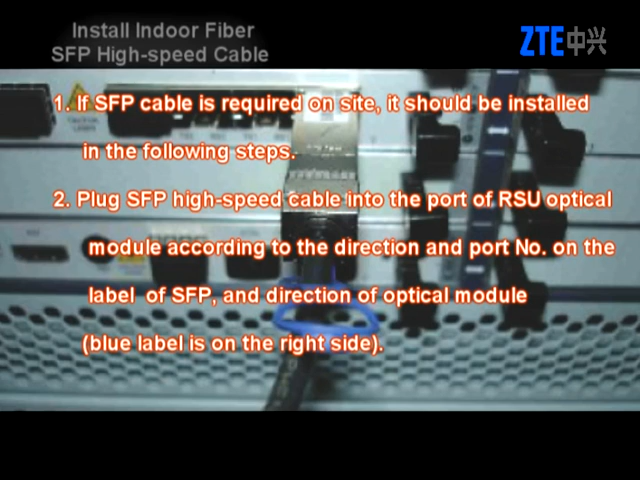 Install Indoor Fiber
SFP High-speed Cable
ZTE中兴
1. If SFP cable is required on site, it should be installed
in the following steps.
2. Plug SFP high-speed cable into the port of RSU optical
module according to the direction and port No. on the
label of SFP, and direction of optical module
(blue label is on the right side).